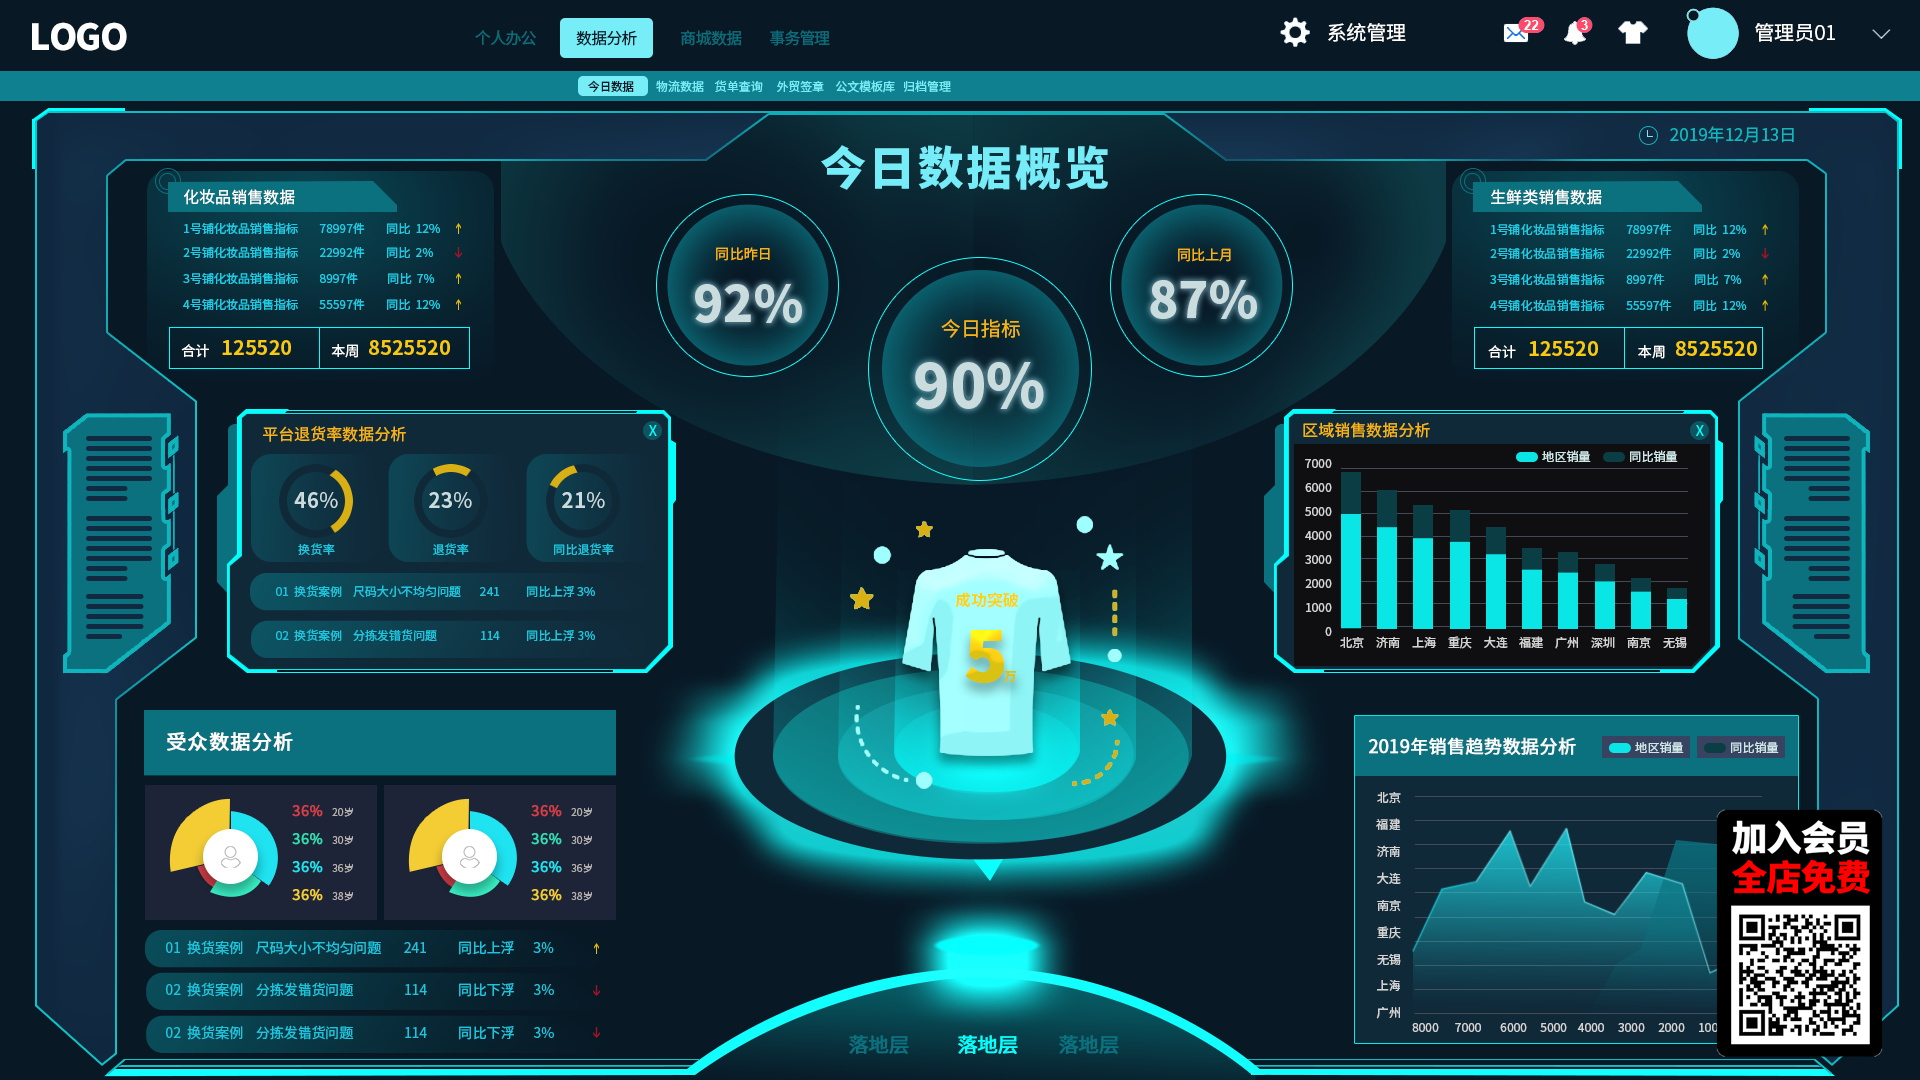 LOGO
个人办公 数据分析 商城数据 事务管理
系统管理 22 3 管理员01
今日数据 物流数据 货单查询 外贸签章 公文模板库 归档管理
2019年12月13日
今日数据概览
化妆品销售数据
1号铺化妆品销售指标 78997件 同比 12% ↑
2号铺化妆品销售指标 22992件 同比 2% ↓
3号铺化妆品销售指标 8997件 同比 7% ↑
4号铺化妆品销售指标 55597件 同比 12% ↑
合计 125520 本周 8525520
同比昨日
92%
今日指标
90%
同比上月
87%
生鲜类销售数据
1号铺化妆品销售指标 78997件 同比 12% ↑
2号铺化妆品销售指标 22992件 同比 2% ↓
3号铺化妆品销售指标 8997件 同比 7% ↑
4号铺化妆品销售指标 55597件 同比 12% ↑
合计 125520 本周 8525520
平台退货率数据分析 X
46% 23% 21%
换货率 退货率 同比退货率
01 换货案例 尺码大小不均匀问题 241 同比上浮 3%
02 换货案例 分拣发错货问题 114 同比上浮 3%
成功突破
5万
区域销售数据分析 X
地区销量 同比销量
7000
6000
5000
4000
3000
2000
1000
0
北京 济南 上海 重庆 大连 福建 广州 深圳 南京 无锡
受众数据分析
36% 20岁
36% 30岁
36% 36岁
36% 38岁
36% 20岁
36% 30岁
36% 36岁
36% 38岁
01 换货案例 尺码大小不均匀问题 241 同比上浮 3% ↑
02 换货案例 分拣发错货问题 114 同比下浮 3% ↓
02 换货案例 分拣发错货问题 114 同比下浮 3% ↓
落地层 落地层 落地层
2019年销售趋势数据分析 地区销量 同比销量
北京
福建
济南
大连
南京
重庆
无锡
上海
广州
8000 7000 6000 5000 4000 3000 2000 100
加入会员
全店免费